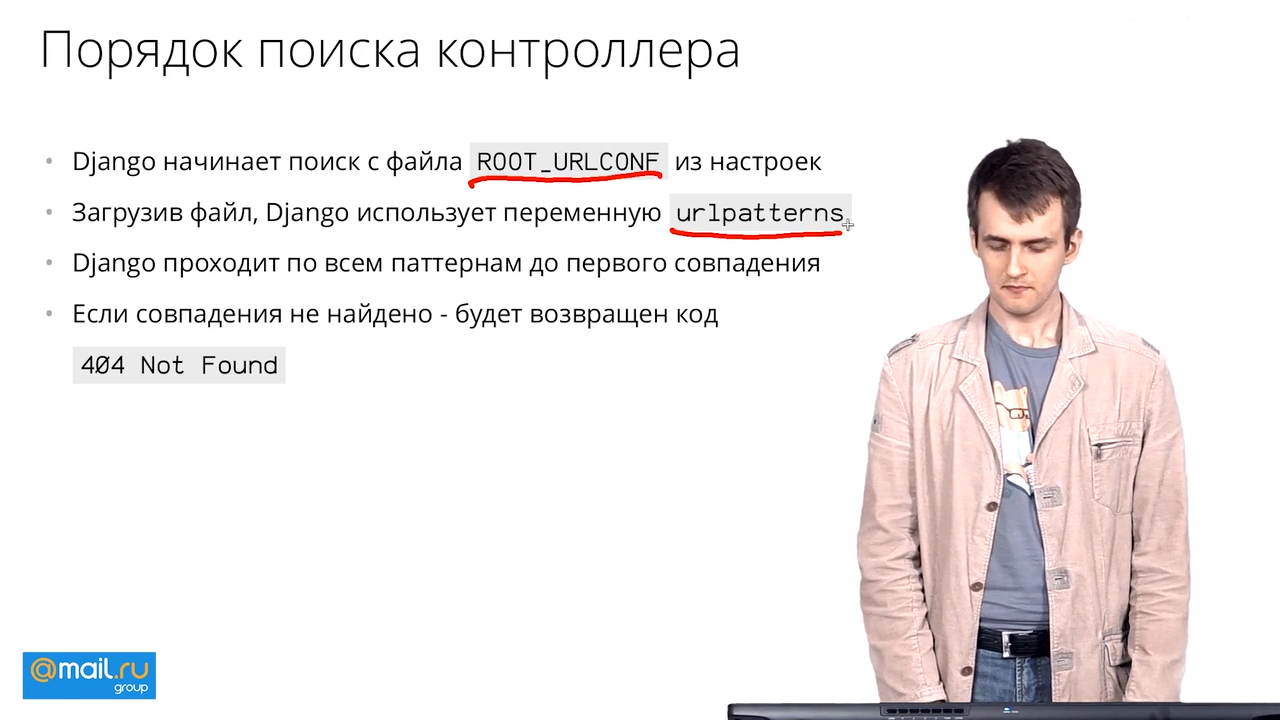 Порядок поиска контроллера
• Django начинает поиск с файла ROOT_URLCONF из настроек
• Загрузив файл, Django использует переменную urlpatterns
• Django проходит по всем паттернам до первого совпадения
• Если совпадения не найдено - будет возвращен код
404 Not Found
@mail.ru
group